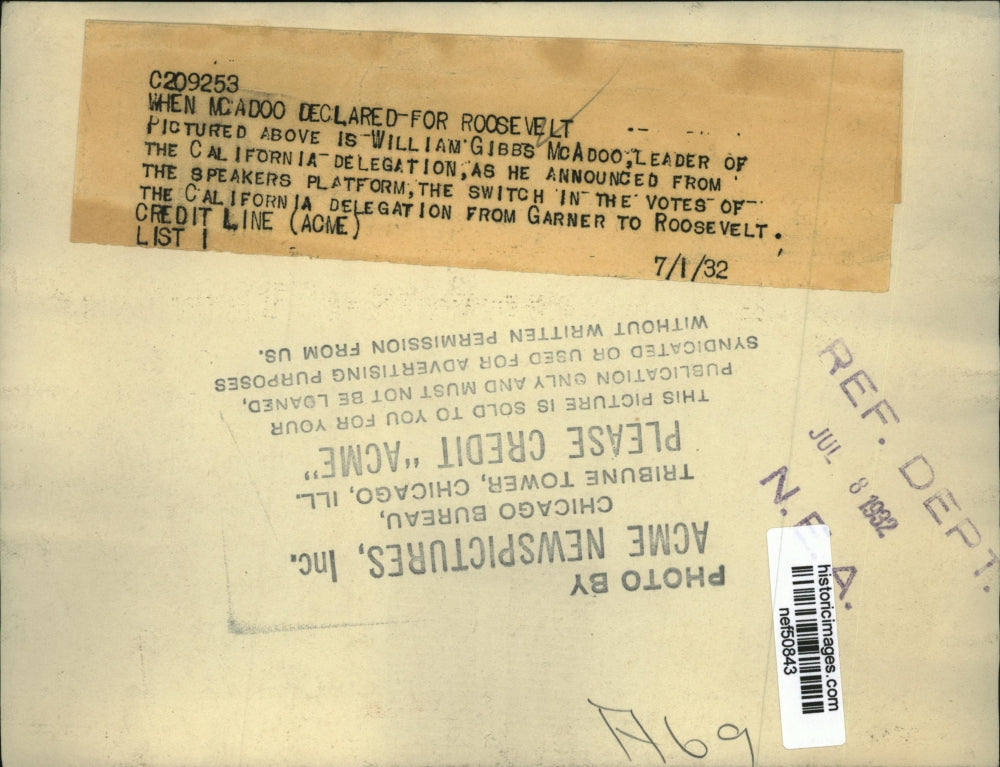 C209253
WHEN MCADOO DECLARED FOR ROOSEVELT
PICTURED ABOVE IS WILLIAM GIBBS MCADOO, LEADER OF
THE CALIFORNIA DELEGATION, AS HE ANNOUNCED FROM
THE SPEAKERS PLATFORM, THE SWITCH IN THE VOTES OF
THE CALIFORNIA DELEGATION FROM GARNER TO ROOSEVELT.
CREDIT LINE (ACME)
LIST 1
7/1/32
PHOTO BY
ACME NEWSPICTURES, Inc.
CHICAGO BUREAU,
TRIBUNE TOWER, CHICAGO, ILL.
PLEASE CREDIT "ACME"
THIS PICTURE IS SOLD TO YOU FOR YOUR
PUBLICATION ONLY AND MUST NOT BE LOANED,
SYNDICATED OR USED FOR ADVERTISING PURPOSES
WITHOUT WRITTEN PERMISSION FROM US.
REF. DEPT.
JUL 8 1932
N.E.A.
historicimages.com
nef50843